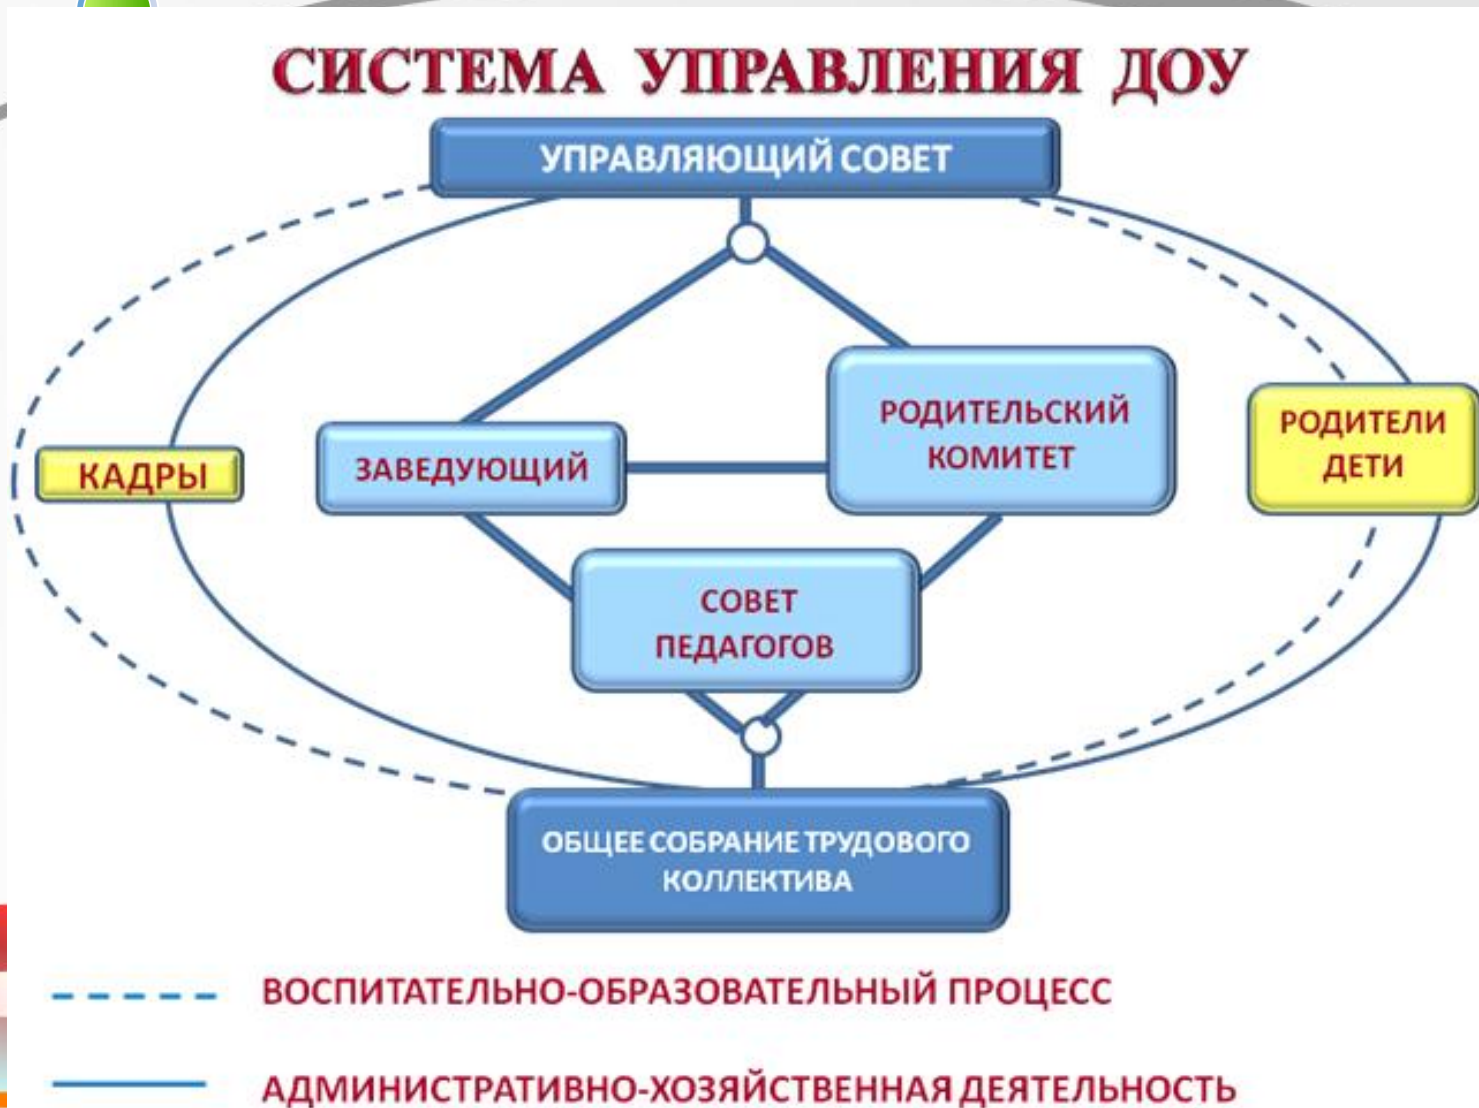 СИСТЕМА УПРАВЛЕНИЯ ДОУ
УПРАВЛЯЮЩИЙ СОВЕТ
РОДИТЕЛЬСКИЙ
КОМИТЕТ
РОДИТЕЛИ
ДЕТИ
КАДРЫ
ЗАВЕДУЮЩИЙ
СОВЕТ
ПЕДАГОГОВ
ОБЩЕЕ СОБРАНИЕ ТРУДОВОГО
КОЛЛЕКТИВА
ВОСПИТАТЕЛЬНО-ОБРАЗОВАТЕЛЬНЫЙ ПРОЦЕСС
АДМИНИСТРАТИВНО-ХОЗЯЙСТВЕННАЯ ДЕЯТЕЛЬНОСТЬ